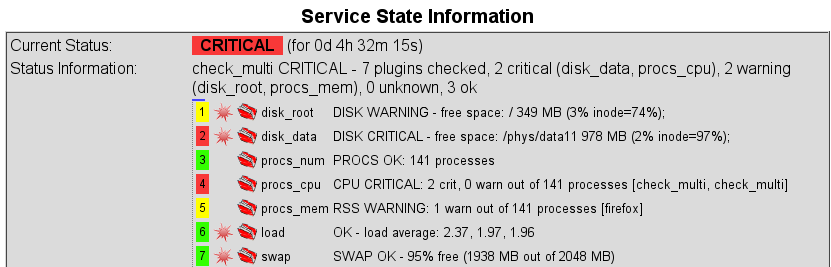 Service State Information
Current Status: CRITICAL (for 0d 4h 32m 15s)
Status Information: check_multi CRITICAL - 7 plugins checked, 2 critical (disk_data, procs_cpu), 2 warning
(disk_root, procs_mem), 0 unknown, 3 ok
1 disk_root DISK WARNING - free space: / 349 MB (3% inode=74%);
2 disk_data DISK CRITICAL - free space: /phys/data11 978 MB (2% inode=97%);
3 procs_num PROCS OK: 141 processes
4 procs_cpu CPU CRITICAL: 2 crit, 0 warn out of 141 processes [check_multi, check_multi]
5 procs_mem RSS WARNING: 1 warn out of 141 processes [firefox]
6 load OK - load average: 2.37, 1.97, 1.96
7 swap SWAP OK - 95% free (1938 MB out of 2048 MB)